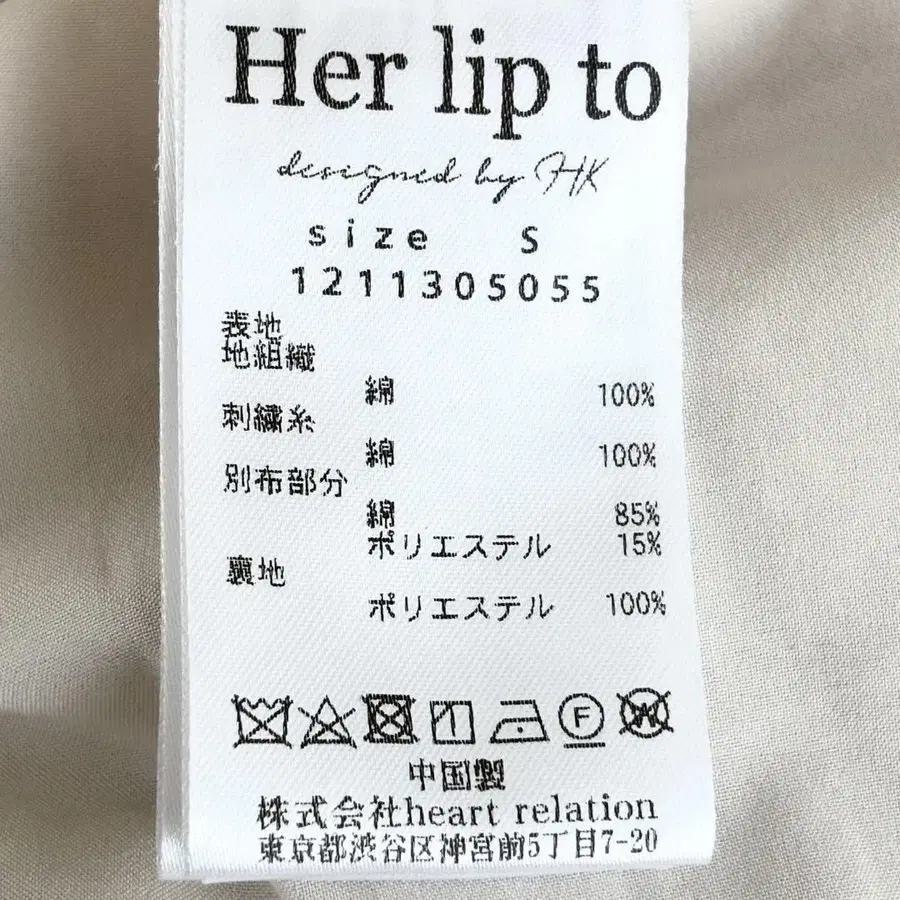 Her lip to
designed by HK
size S
1211305055
表地
地組織
綿 100%
刺繍糸
綿 100%
別布部分
綿 85%
ポリエステル 15%
裏地
ポリエステル 100%
F W
中国製
株式会社heart relation
東京都渋谷区神宮前5丁目7-20